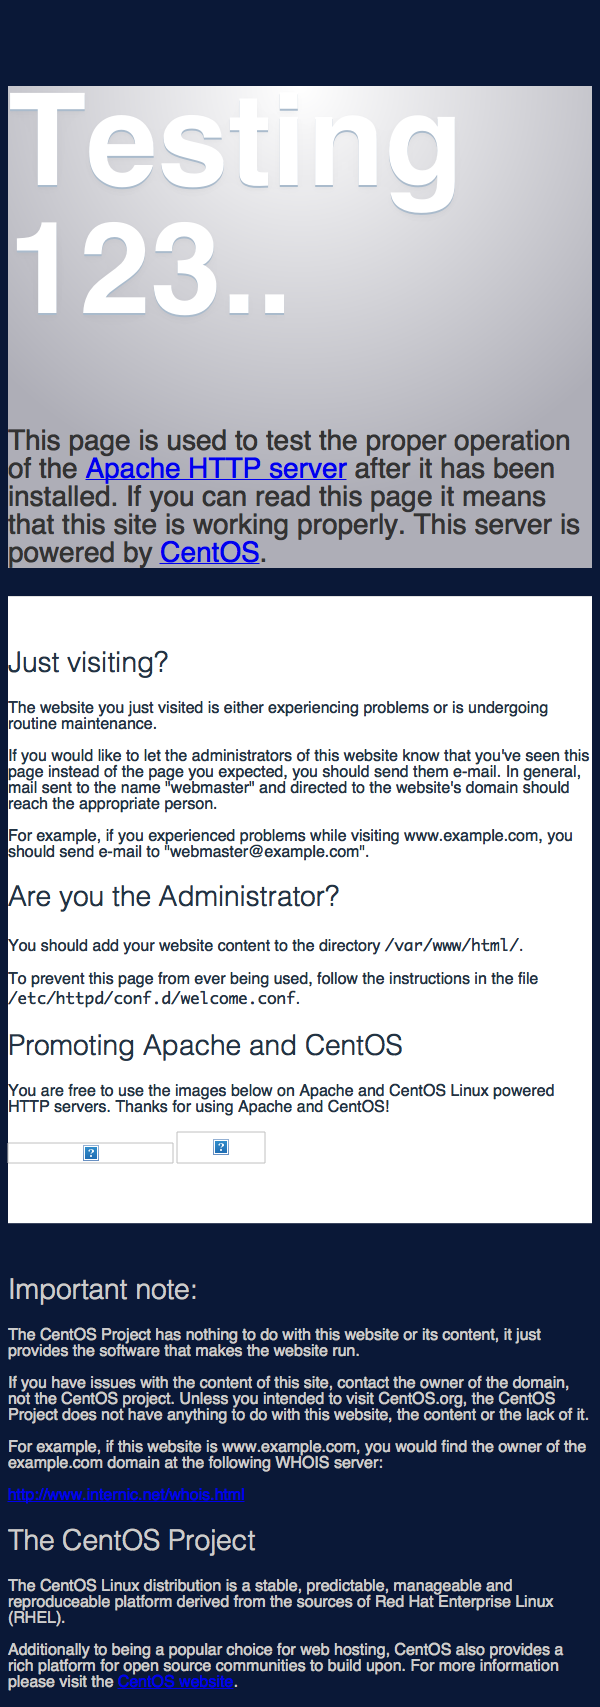 Testing
123..
This page is used to test the proper operation
of the Apache HTTP server after it has been
installed. If you can read this page it means
that this site is working properly. This server is
powered by CentOS.
Just visiting?
The website you just visited is either experiencing problems or is undergoing
routine maintenance.
If you would like to let the administrators of this website know that you've seen this
page instead of the page you expected, you should send them e-mail. In general,
mail sent to the name "webmaster" and directed to the website's domain should
reach the appropriate person.
For example, if you experienced problems while visiting www.example.com, you
should send e-mail to "webmaster@example.com".
Are you the Administrator?
You should add your website content to the directory /var/www/html/.
To prevent this page from ever being used, follow the instructions in the file
/etc/httpd/conf.d/welcome.conf.
Promoting Apache and CentOS
You are free to use the images below on Apache and CentOS Linux powered
HTTP servers. Thanks for using Apache and CentOS!
Important note:
The CentOS Project has nothing to do with this website or its content, it just
provides the software that makes the website run.
If you have issues with the content of this site, contact the owner of the domain,
not the CentOS project. Unless you intended to visit CentOS.org, the CentOS
Project does not have anything to do with this website, the content or the lack of it.
For example, if this website is www.example.com, you would find the owner of the
example.com domain at the following WHOIS server:
http://www.internic.net/whois.html
The CentOS Project
The CentOS Linux distribution is a stable, predictable, manageable and
reproduceable platform derived from the sources of Red Hat Enterprise Linux
(RHEL).
Additionally to being a popular choice for web hosting, CentOS also provides a
rich platform for open source communities to build upon. For more information
please visit the CentOS website.